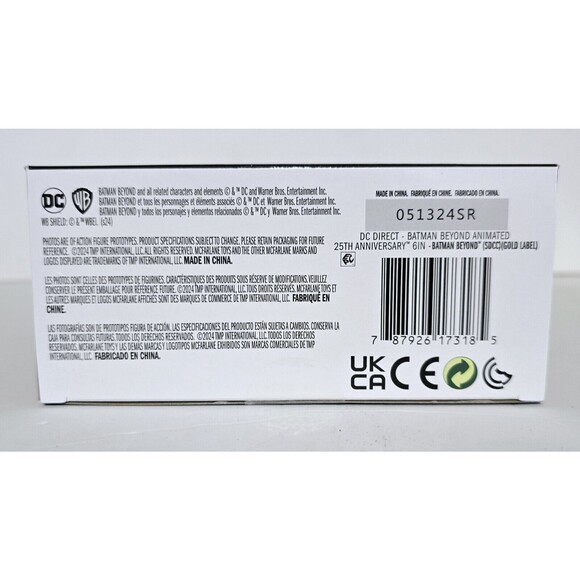 DC WB
BATMAN BEYOND and all related characters and elements © & ™ DC and Warner Bros. Entertainment Inc.
BATMAN BEYOND et tous les personnages et éléments associés © & ™ DC et Warner Bros. Entertainment Inc.
BATMAN BEYOND y todos los personajes y elementos relacionados © & ™ DC y Warner Bros. Entertainment Inc.
WB SHIELD: © & ™ WBEI. (s24)
PHOTOS ARE OF ACTION FIGURE PROTOTYPES. PRODUCT SPECIFICATIONS SUBJECT TO CHANGE. PLEASE RETAIN PACKAGING FOR FUTURE
REFERENCE. ©2024 TMP INTERNATIONAL, LLC. ALL RIGHTS RESERVED. MCFARLANE TOYS AND THE OTHER MCFARLANE MARKS AND
LOGOS DISPLAYED ARE TRADEMARKS OF TMP INTERNATIONAL, LLC. MADE IN CHINA.
LES PHOTOS SONT CELLES DES PROTOTYPES DE FIGURINES. CARACTÉRISTIQUES DES PRODUITS SOUS RÉSERVE DE MODIFICATIONS. VEUILLEZ
CONSERVER LE PRÉSENT EMBALLAGE POUR RÉFÉRENCE. ©2024 TMP INTERNATIONAL, LLC.TOUS DROITS RÉSERVÉS. MCFARLANE TOYS ET
LES AUTRES MARQUES ET LOGOS MCFARLANE AFFICHÉS SONT DES MARQUES DE COMMERCE DE TMP INTERNATIONAL, LLC. FABRIQUÉ EN
CHINE.
LAS FOTOGRAFÍAS SON DE PROTOTIPOS FIGURA DE ACCIÓN. LAS ESPECIFICACIONES DEL PRODUCTO ESTÁN SUJETAS A CAMBIOS. CONSERVA LA
CAJA PARA CONSULTAS FUTURAS. ©2024 TMP INTERNATIONAL, LLC.TODOS LOS DERECHOS
RESERVADOS. MCFARLANE TOYS Y LAS DEMÁS MARCAS Y LOGOTIPOS MCFARLANE EXHIBIDOS SON MARCAS COMERCIALES DE TMP
INTERNATIONAL, LLC. FABRICADO EN CHINA.
MADE IN CHINA. FABRIQUÉ EN CHINE. FABRICADO EN CHINA.
051324SR
DC DIRECT - BATMAN BEYOND ANIMATED
25TH ANNIVERSARY™ 6IN - BATMAN BEYOND™ (SDCC)(GOLD LABEL)
7 87926 17318 5
UK
CA CE